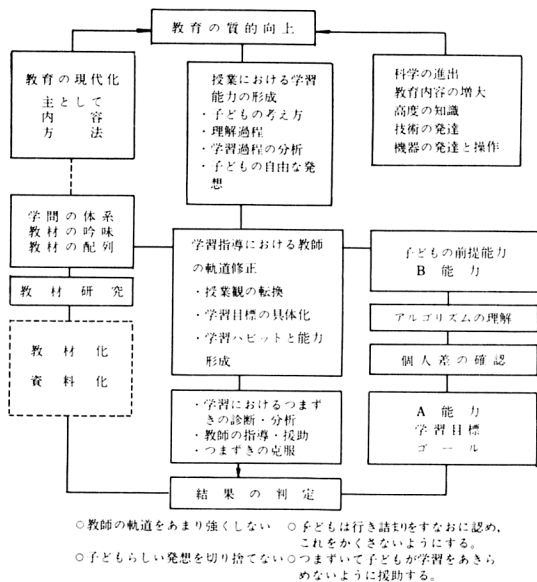 教育の質的向上
教育の現代化
主として
内容
方法
授業における学習
能力の形成
・子どもの考え方
・理解過程
・学習過程の分析
・子どもの自由な発
想
科学の進出
教育内容の増大
高度の知識
技術の発達
機器の発達と操作
学問の体系
教材の吟味
教材の配列
教材研究
教材化
資料化
学習指導における教師
の軌道修正
・授業観の転換
・学習目標の具体化
・学習ハビットと能力
形成
子どもの前提能力
B 能力
アルゴリズムの理解
個人差の確認
A 能力
学習目標
ゴール
・学習におけるつまず
きの診断・分析
・教師の指導・援助
・つまずきの克服
結果の判定
○教師の軌道をあまり強くしない
○子どもらしい発想を切り捨てない
○子どもは行き詰まりをすなおに認め,
これをかくさないようにする。
○つまずいて子どもが学習をあきら
めないように援助する。